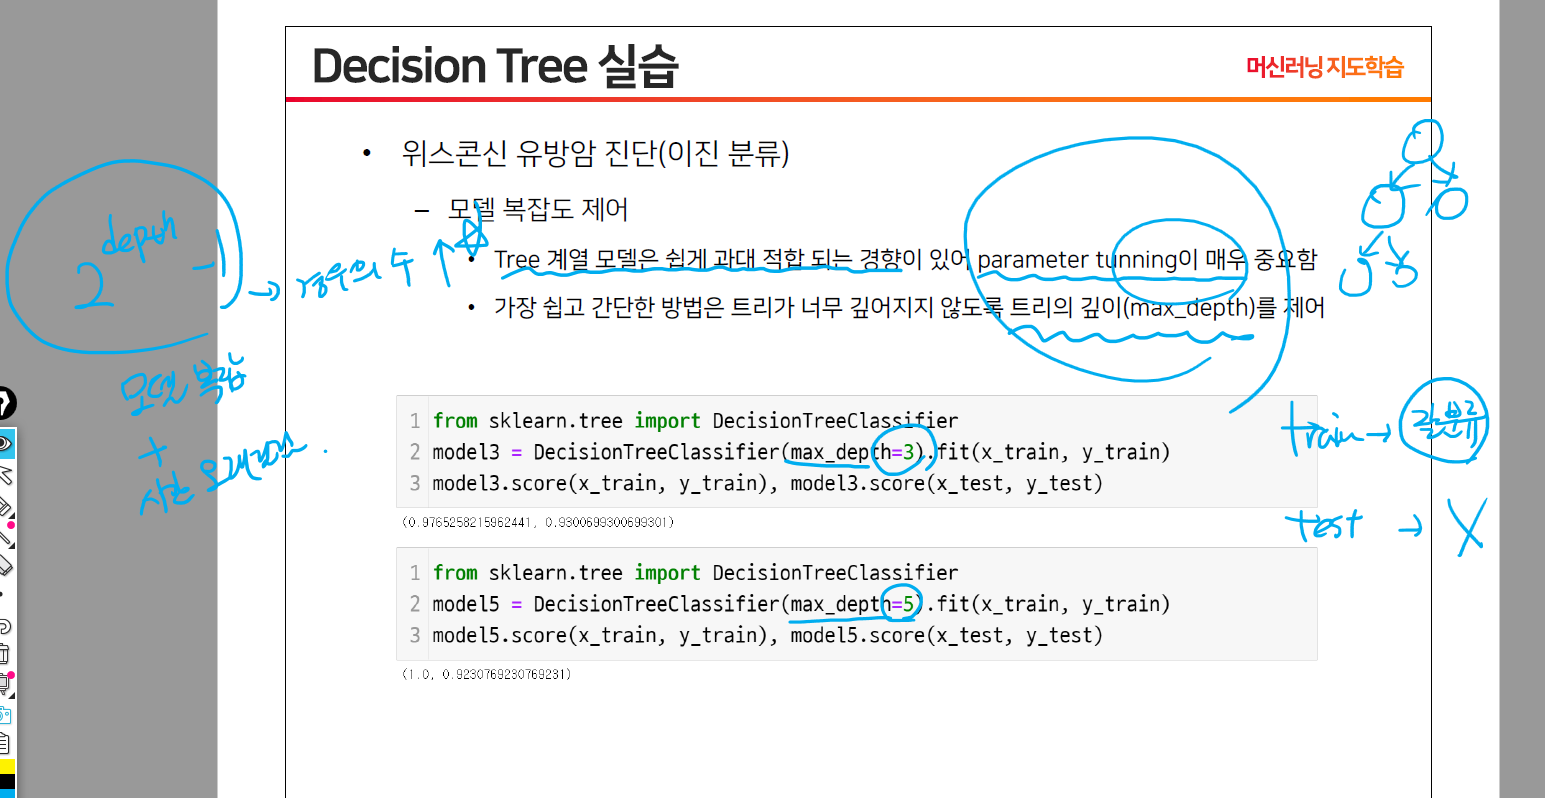 Decision Tree 실습
머신러닝 지도학습
• 위스콘신 유방암 진단(이진 분류)
– 모델 복잡도 제어
• Tree 계열 모델은 쉽게 과대 적합 되는 경향이 있어 parameter tunning이 매우 중요함
• 가장 쉽고 간단한 방법은 트리가 너무 깊어지지 않도록 트리의 깊이(max_depth)를 제어
2^depth -1
→ 경우의 수 ↑
모델 복잡
+
시간 오래걸림.
1 from sklearn.tree import DecisionTreeClassifier
2 model3 = DecisionTreeClassifier(max_depth=3).fit(x_train, y_train)
3 model3.score(x_train, y_train), model3.score(x_test, y_test)
(0.9765258215962441, 0.9300699300699301)
train → 잘분류
test → X
1 from sklearn.tree import DecisionTreeClassifier
2 model5 = DecisionTreeClassifier(max_depth=5).fit(x_train, y_train)
3 model5.score(x_train, y_train), model5.score(x_test, y_test)
(1.0, 0.9230769230769231)